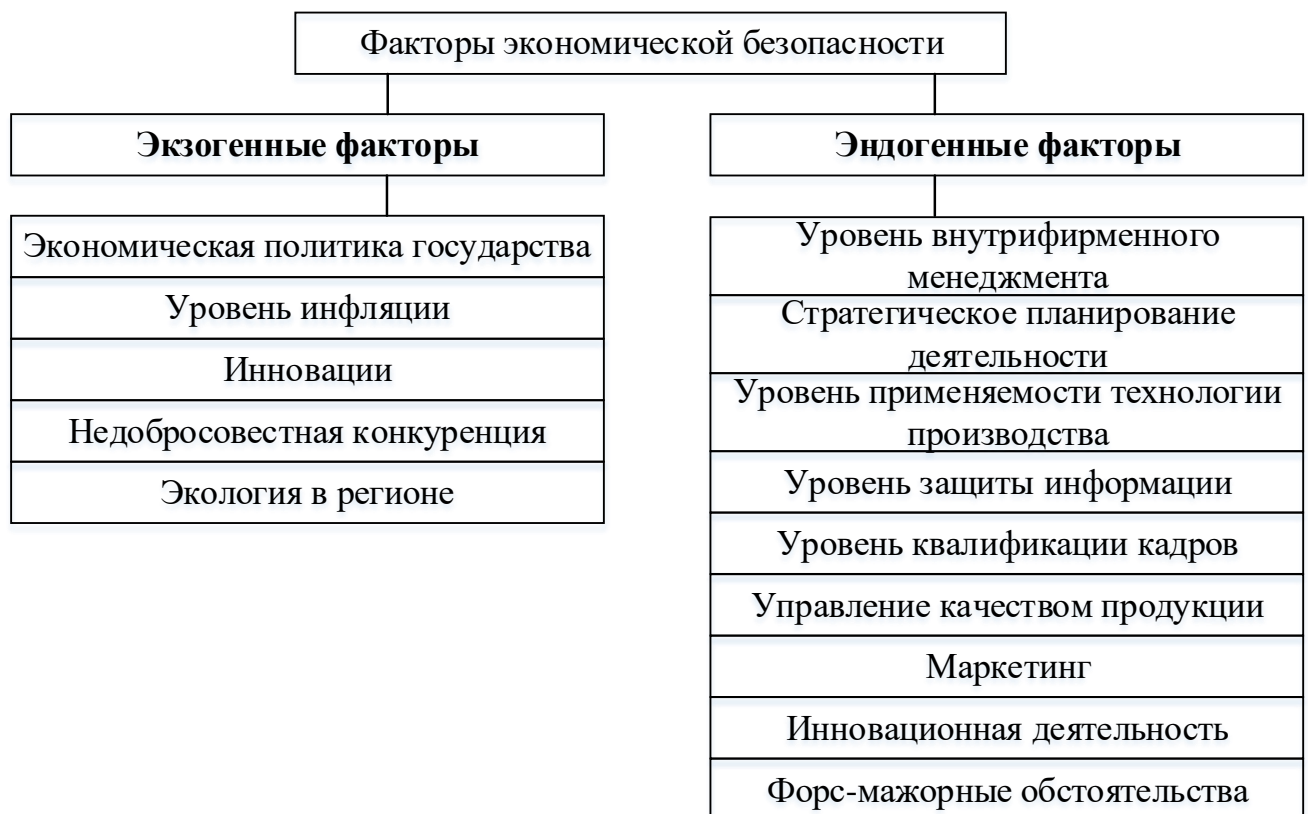 Факторы экономической безопасности
Экзогенные факторы
Экономическая политика государства
Уровень инфляции
Инновации
Недобросовестная конкуренция
Экология в регионе
Эндогенные факторы
Уровень внутрифирменного
менеджмента
Стратегическое планирование
деятельности
Уровень применяемости технологии
производства
Уровень защиты информации
Уровень квалификации кадров
Управление качеством продукции
Маркетинг
Инновационная деятельность
Форс-мажорные обстоятельства